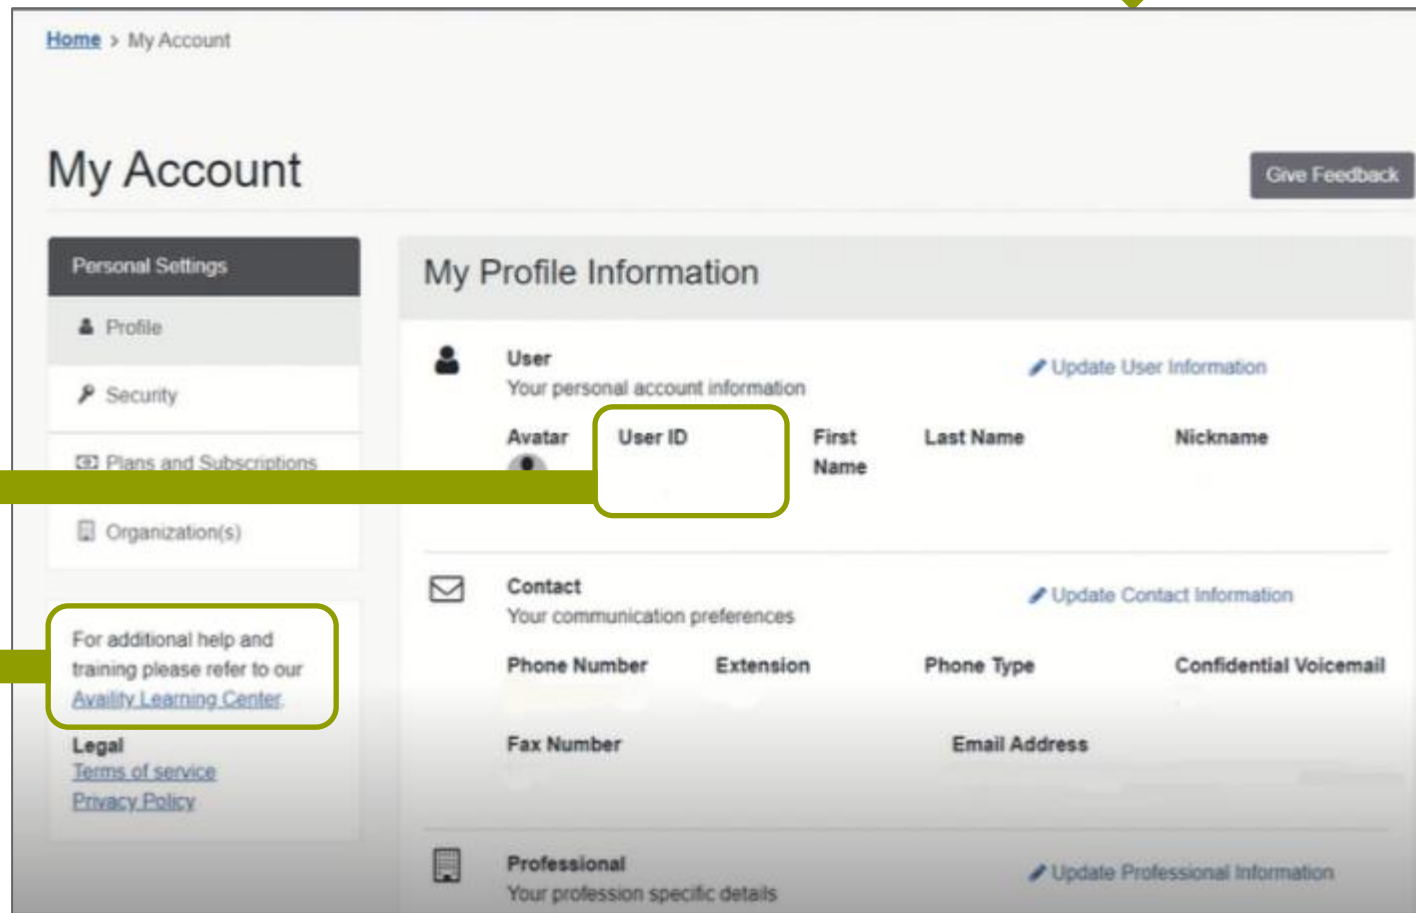 Home > My Account
My Account
Give Feedback
Personal Settings
Profile
Security
Plans and Subscriptions
Organization(s)
For additional help and
training please refer to our
Availity Learning Center.
Legal
Terms of service
Privacy Policy
My Profile Information
User
Update User Information
Your personal account information
Avatar User ID First Last Name Nickname
Name
Contact
Update Contact Information
Your communication preferences
Phone Number Extension Phone Type Confidential Voicemail
Fax Number Email Address
Professional
Update Professional Information
Your profession specific details